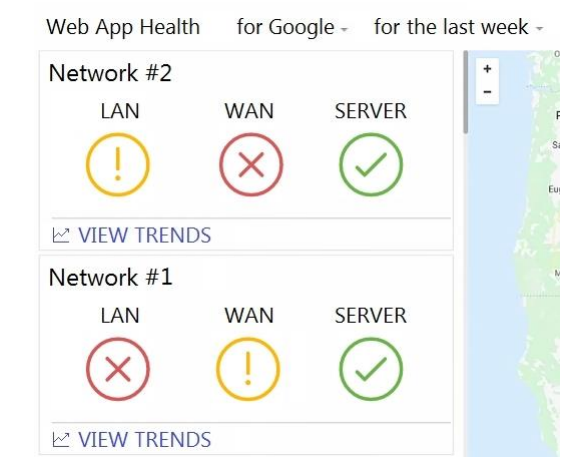 Web App Health for Google for the last week
Network #2
LAN WAN SERVER
VIEW TRENDS
Network #1
LAN WAN SERVER
VIEW TRENDS
+
-